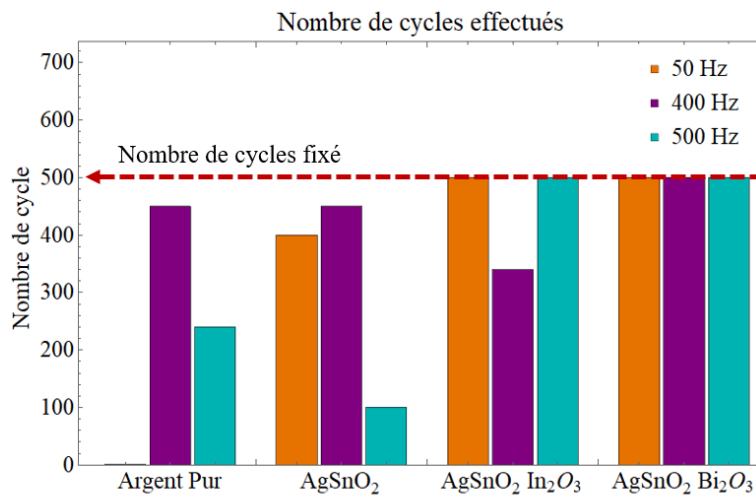 Nombre de cycles effectués
700
600
500
400
300
200
100
0
Nombre de cycle
50 Hz
400 Hz
500 Hz
Nombre de cycles fixé
Argent Pur
AgSnO₂
AgSnO₂ In₂O₃
AgSnO₂ Bi₂O₃